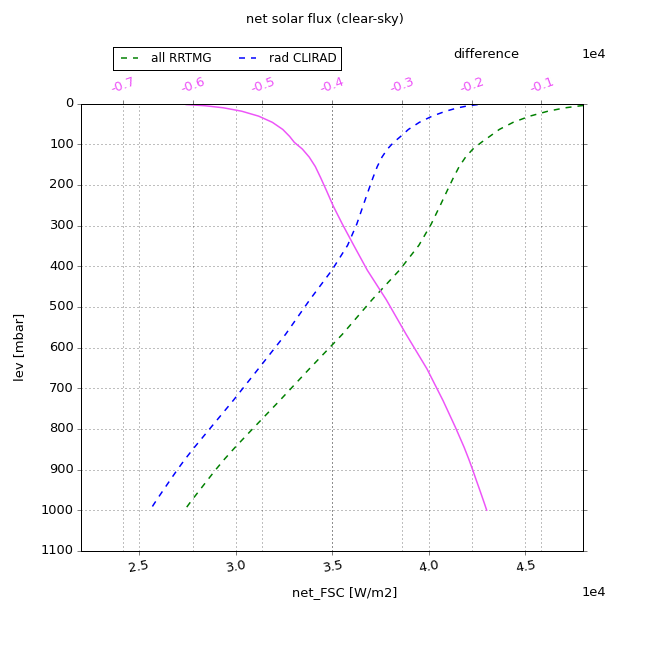 net solar flux (clear-sky)
all RRTMG rad CLIRAD difference 1e4
-0.7 -0.6 -0.5 -0.4 -0.3 -0.2 -0.1
0
100
200
300
400
500
600
700
800
900
1000
1100
lev [mbar]
2.5 3.0 3.5 4.0 4.5
net_FSC [W/m2] 1e4